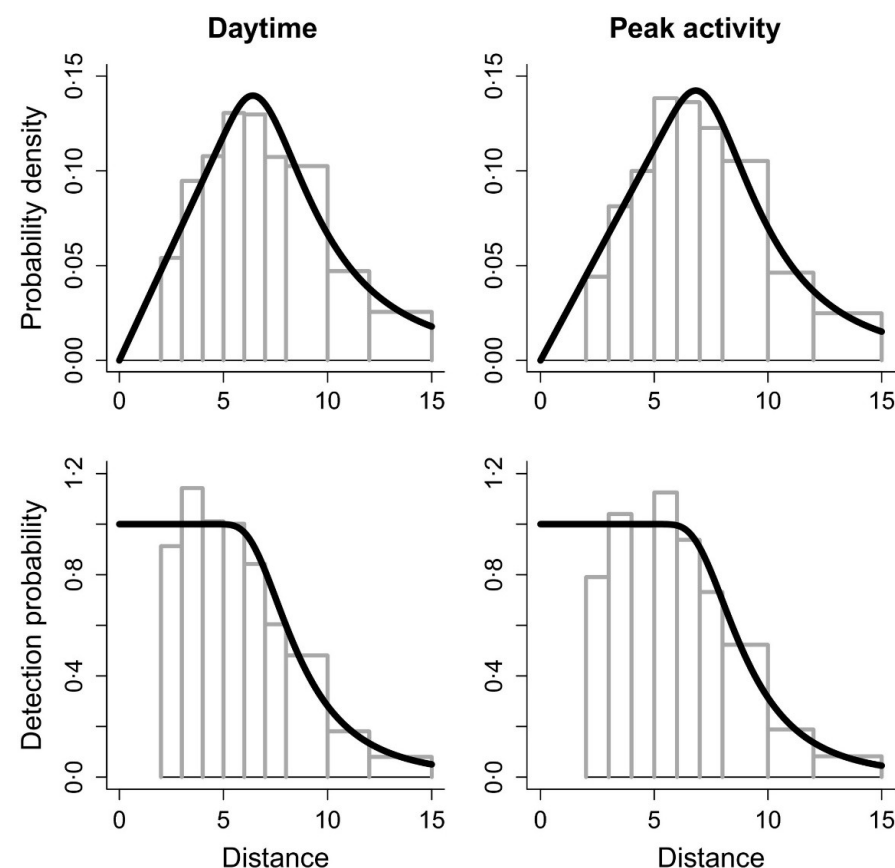 Daytime
Peak activity
Probability density
0·00 0·05 0·10 0·15
0 5 10 15
0·00 0·05 0·10 0·15
0 5 10 15
Detection probability
0·0 0·4 0·8 1·2
0 5 10 15
Distance
0·0 0·4 0·8 1·2
0 5 10 15
Distance